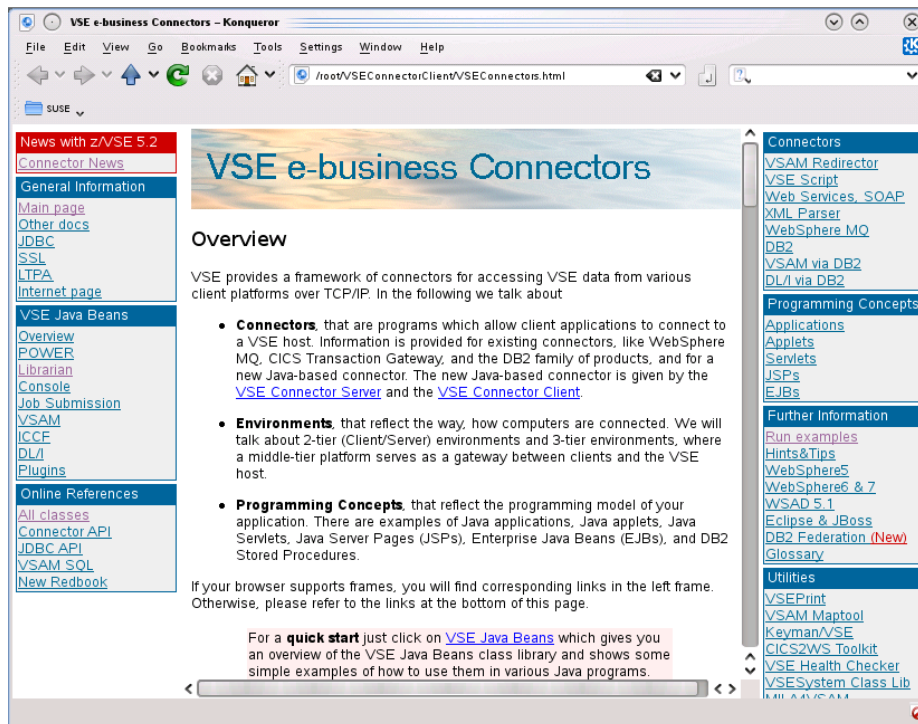 VSE e-business Connectors – Konqueror
File Edit View Go Bookmarks Tools Settings Window Help
/root/VSEConnectorClient/VSEConnectors.html
SUSE
News with z/VSE 5.2
Connector News
General Information
Main page
Other docs
JDBC
SSL
LTPA
Internet page
VSE Java Beans
Overview
POWER
Librarian
Console
Job Submission
VSAM
ICCF
DL/I
Plugins
Online References
All classes
Connector API
JDBC API
VSAM SQL
New Redbook
VSE e-business Connectors
Overview
VSE provides a framework of connectors for accessing VSE data from various
client platforms over TCP/IP. In the following we talk about
• Connectors, that are programs which allow client applications to connect to
a VSE host. Information is provided for existing connectors, like WebSphere
MQ, CICS Transaction Gateway, and the DB2 family of products, and for a
new Java-based connector. The new Java-based connector is given by the
VSE Connector Server and the VSE Connector Client.
• Environments, that reflect the way, how computers are connected. We will
talk about 2-tier (Client/Server) environments and 3-tier environments, where
a middle-tier platform serves as a gateway between clients and the VSE
host.
• Programming Concepts, that reflect the programming model of your
application. There are examples of Java applications, Java applets, Java
Servlets, Java Server Pages (JSPs), Enterprise Java Beans (EJBs), and DB2
Stored Procedures.
If your browser supports frames, you will find corresponding links in the left frame.
Otherwise, please refer to the links at the bottom of this page.
For a quick start just click on VSE Java Beans which gives you
an overview of the VSE Java Beans class library and shows some
simple examples of how to use them in various Java programs.
Connectors
VSAM Redirector
VSE Script
Web Services, SOAP
XML Parser
WebSphere MQ
DB2
VSAM via DB2
DL/I via DB2
Programming Concepts
Applications
Applets
Servlets
JSPs
EJBs
Further Information
Run examples
Hints&Tips
WebSphere5
WebSphere6 & 7
WSAD 5.1
Eclipse & JBoss
DB2 Federation (New)
Glossary
Utilities
VSEPrint
VSAM Maptool
Keyman/VSE
CICS2WS Toolkit
VSE Health Checker
VSESystem Class Lib
MILA4VSAM